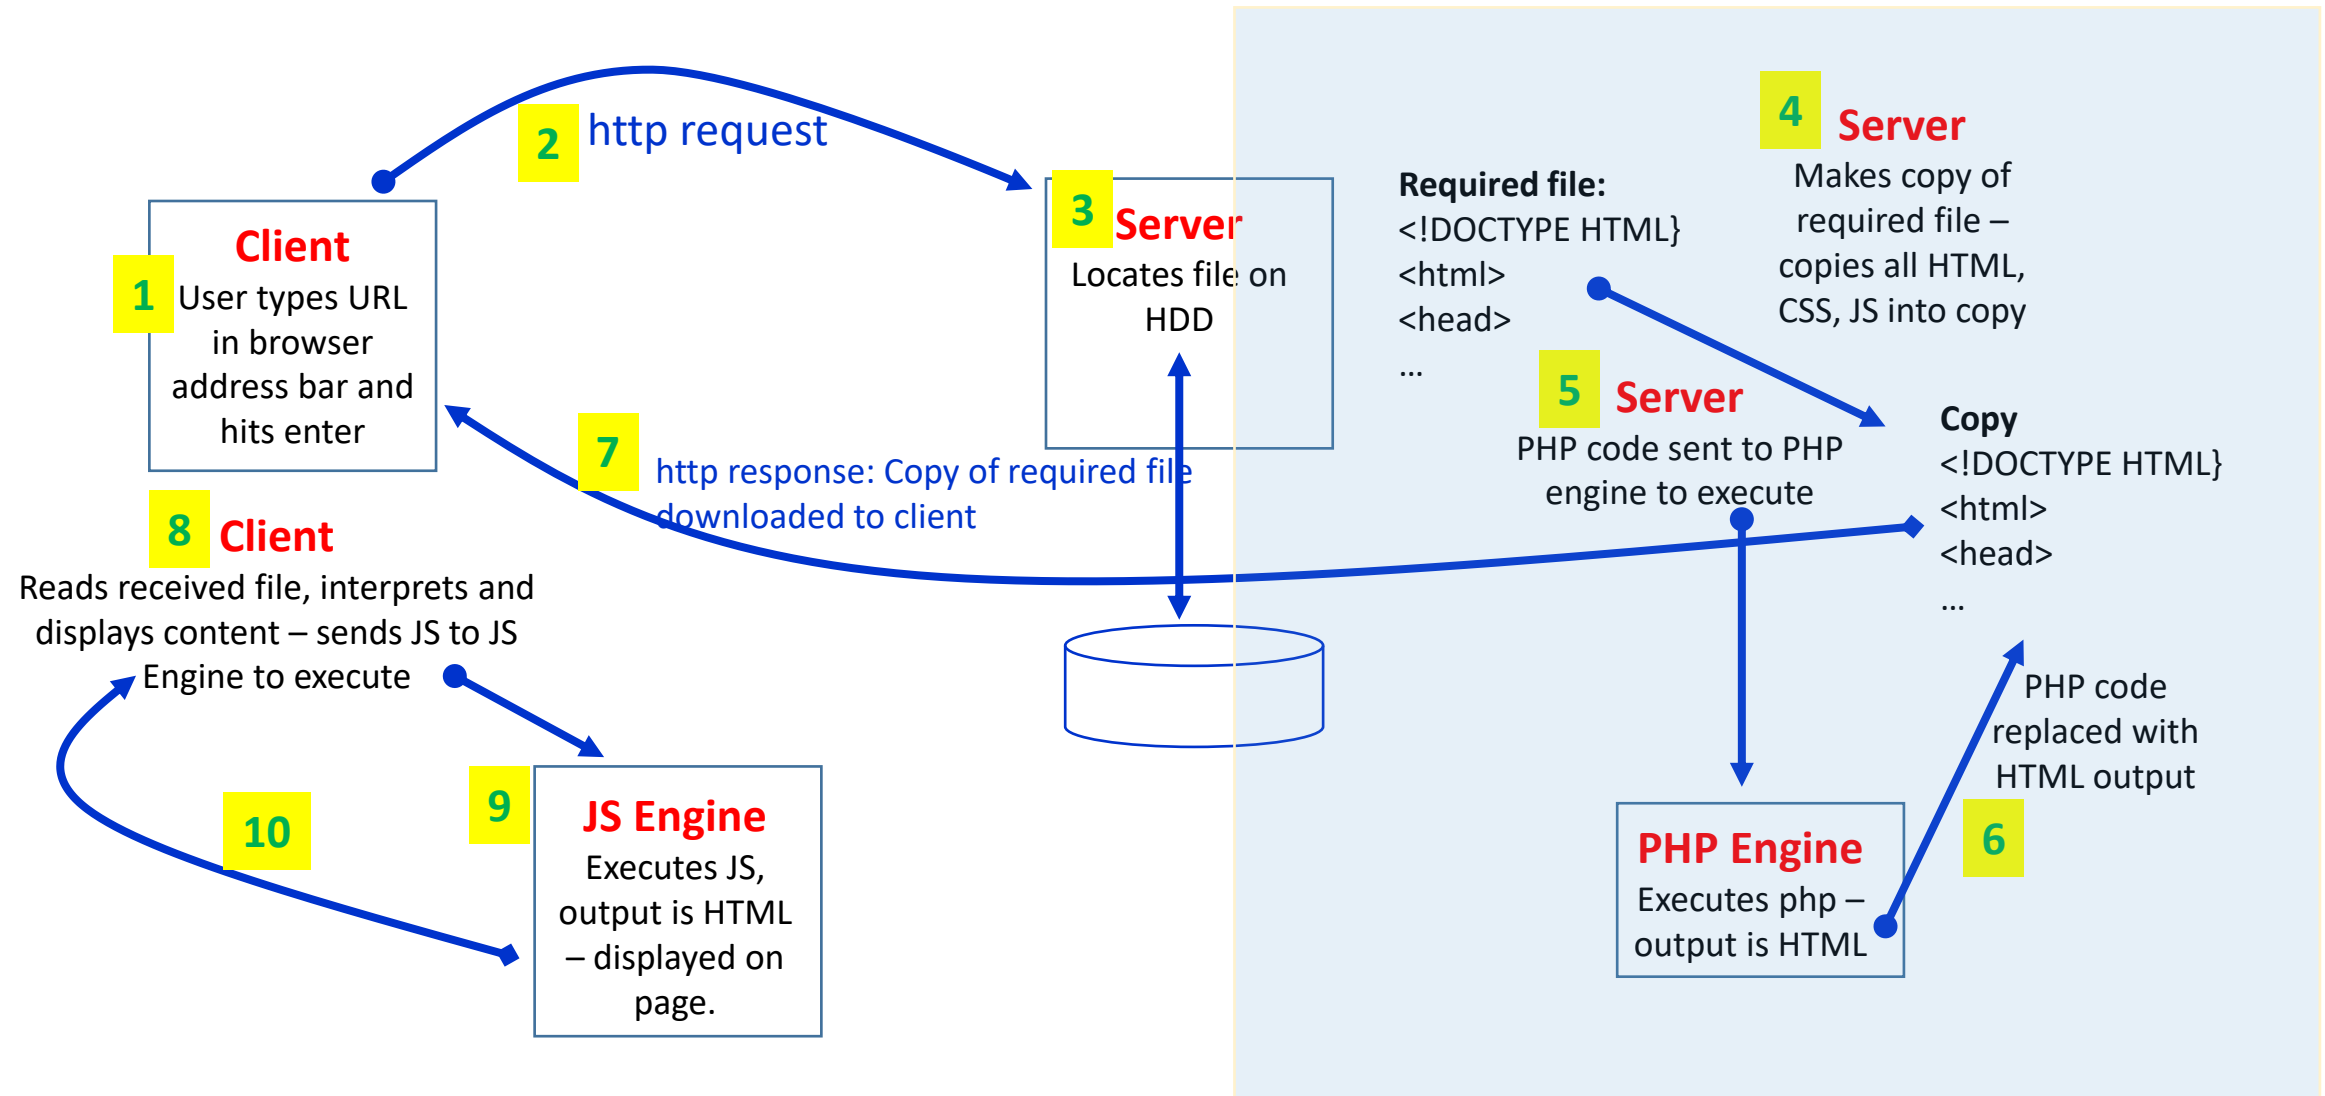 1
Client
User types URL
in browser
address bar and
hits enter
2
http request
3
Server
Locates file on
HDD
4
Server
Makes copy of
required file –
copies all HTML,
CSS, JS into copy
Required file:
<!DOCTYPE HTML}
<html>
<head>
...
5
Server
PHP code sent to PHP
engine to execute
Copy
<!DOCTYPE HTML}
<html>
<head>
...
PHP Engine
Executes php –
output is HTML
6
PHP code
replaced with
HTML output
7
http response: Copy of required file
downloaded to client
8
Client
Reads received file, interprets and
displays content – sends JS to JS
Engine to execute
9
JS Engine
Executes JS,
output is HTML
– displayed on
page.
10